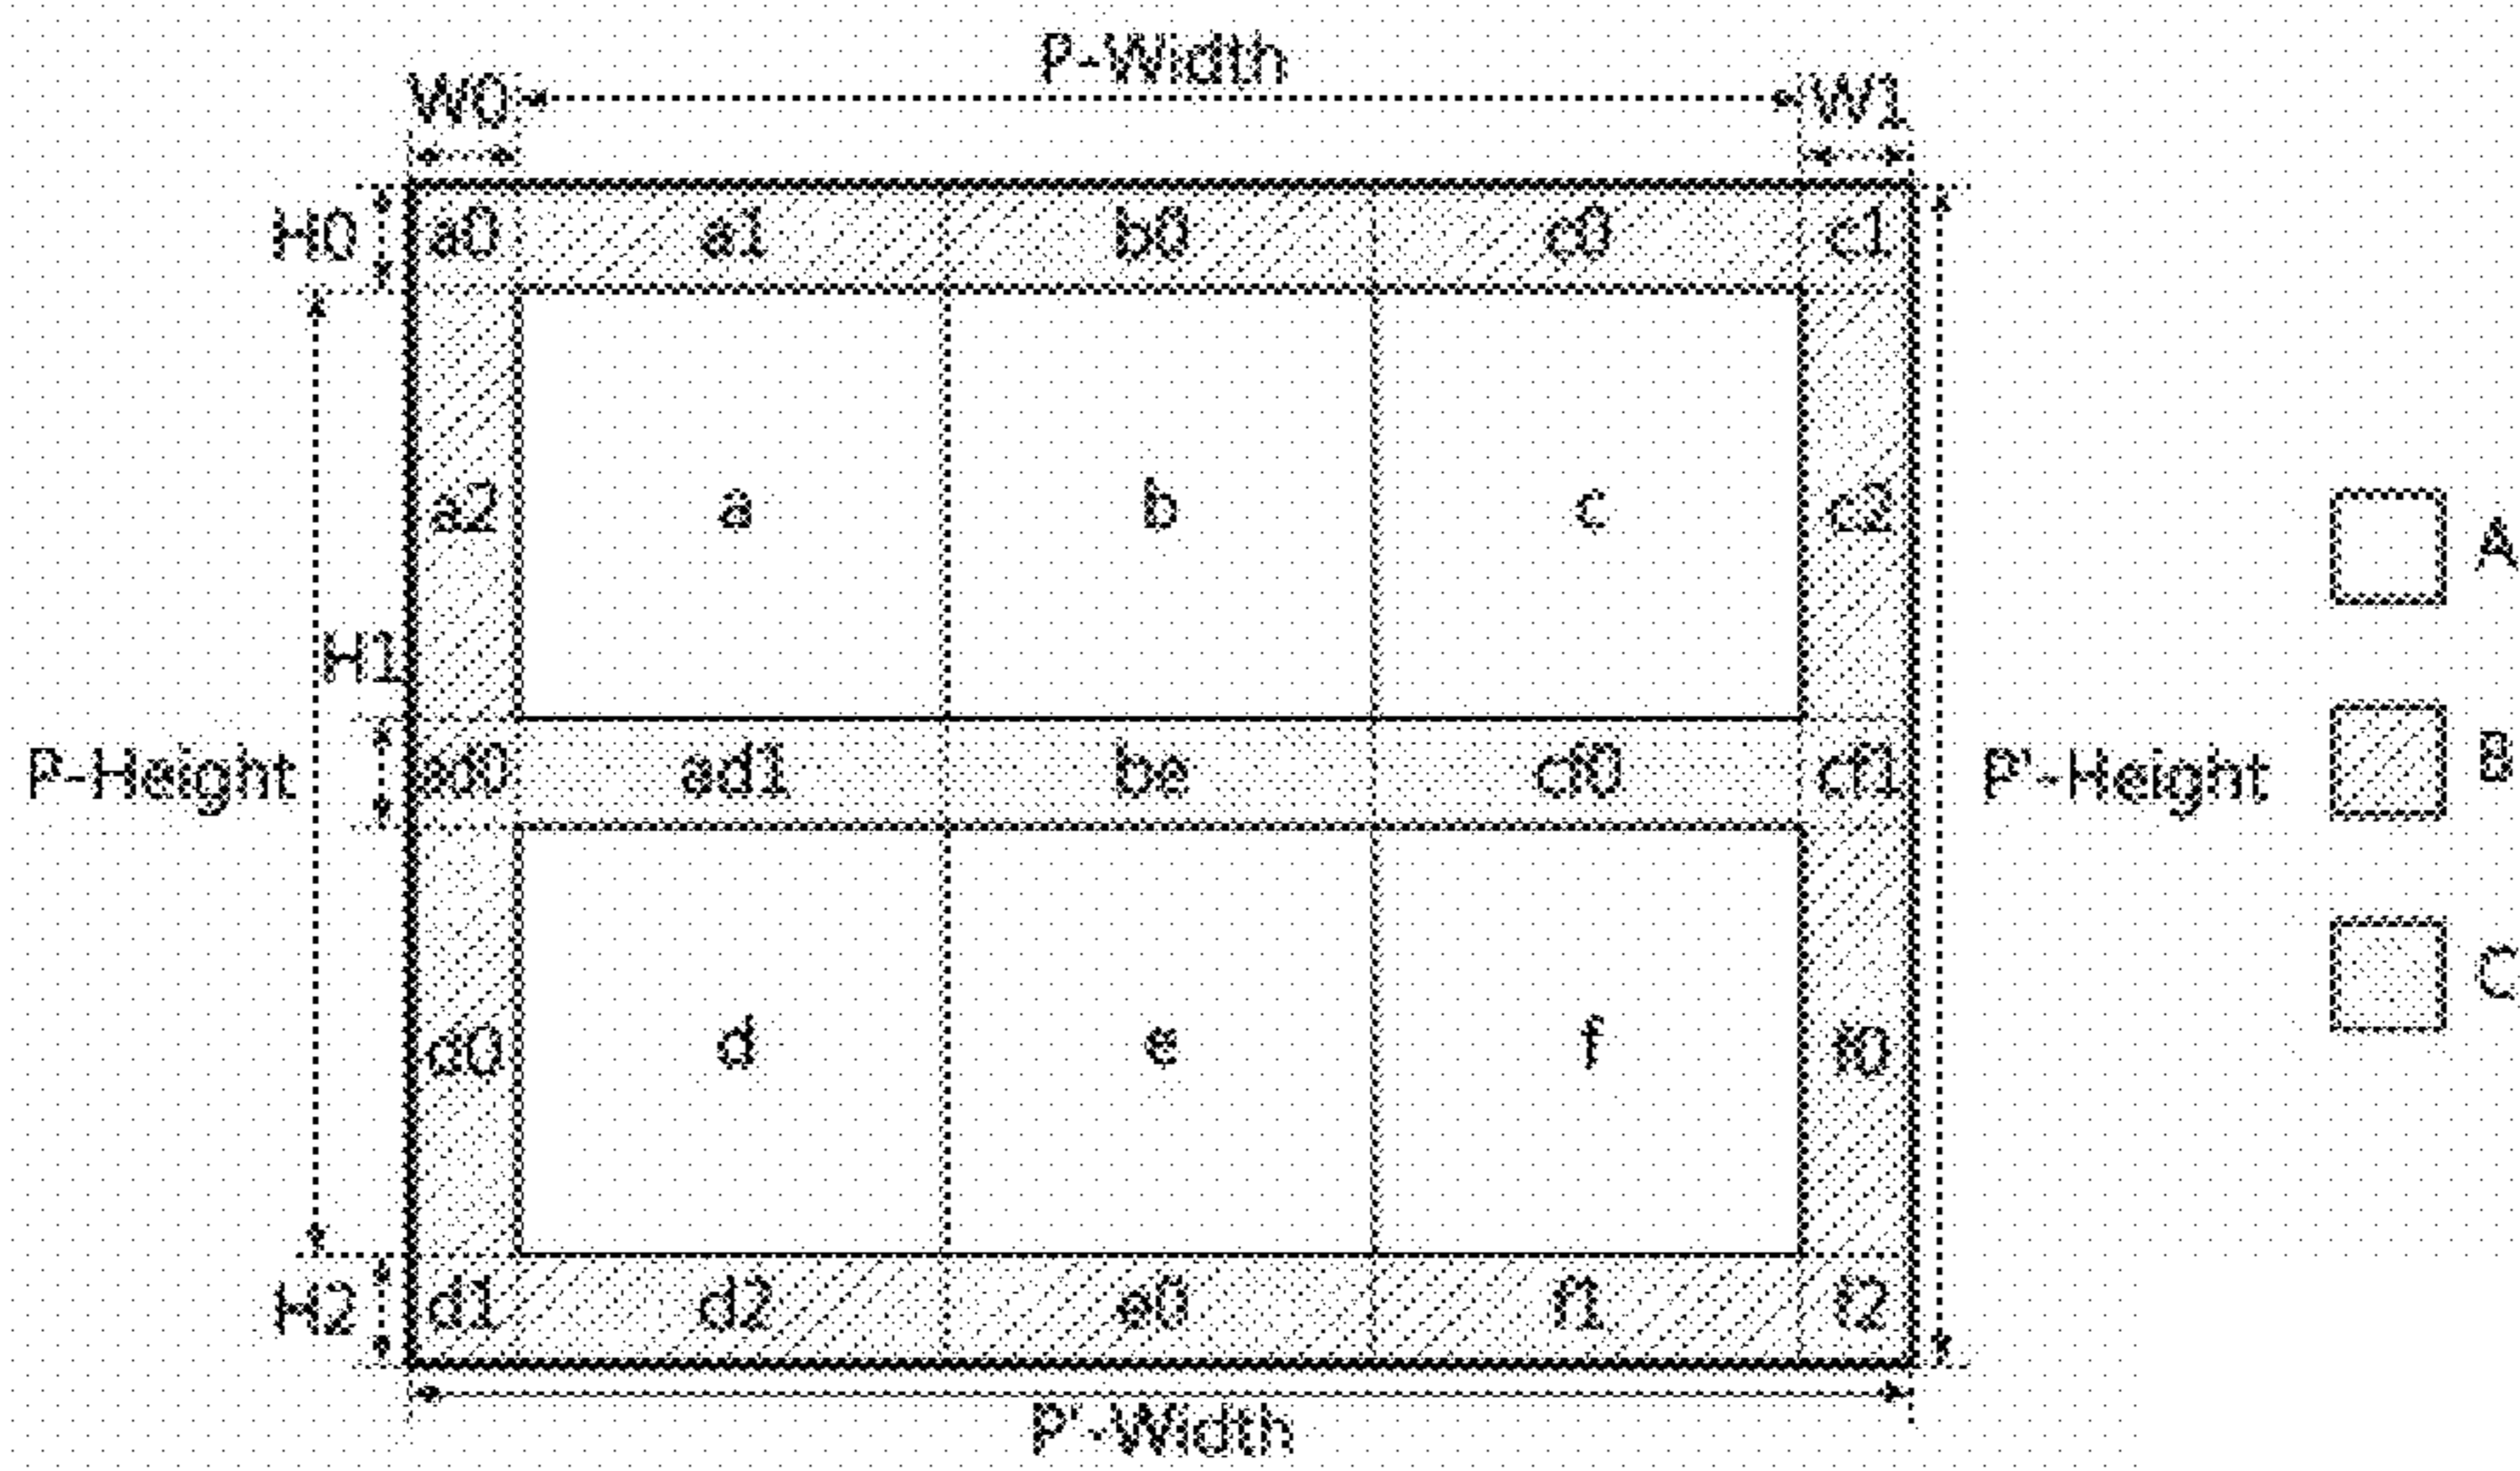 P-Width
W0
W1
H0
a0
a1
b0
c0
c1
a2
a
b
c
c2
A
H1
P-Height
ad0
ad1
be
cf0
cf1
P'-Height
B
C
d0
d
e
f
f0
H2
d1
d2
e0
f1
f2
P'-Width